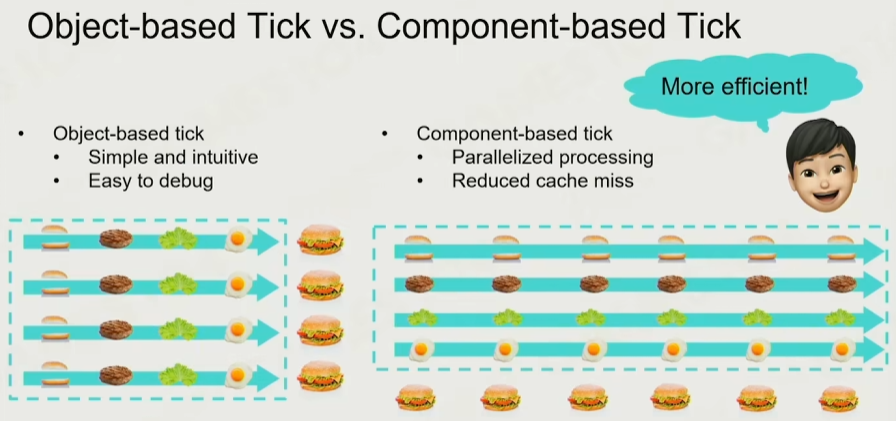 Object-based Tick vs. Component-based Tick
More efficient!
• Object-based tick
• Simple and intuitive
• Easy to debug
• Component-based tick
• Parallelized processing
• Reduced cache miss